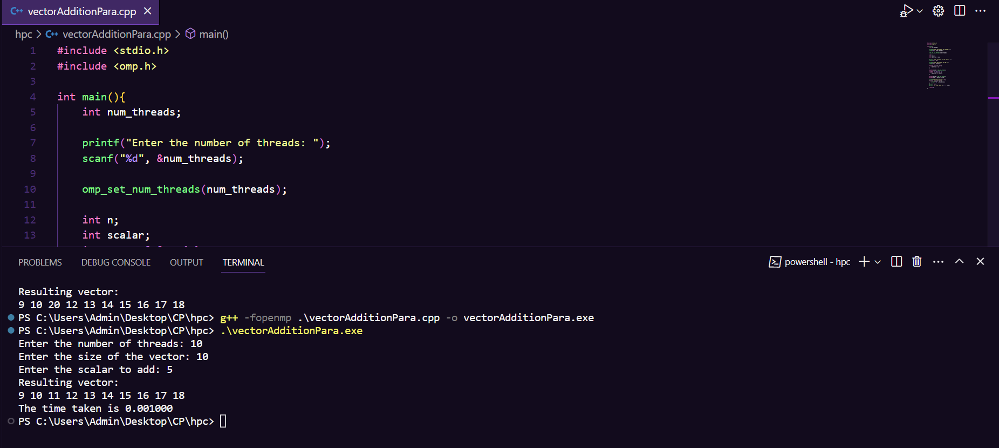 C++ vectorAdditionPara.cpp
hpc > C++ vectorAdditionPara.cpp > main()
1 #include <stdio.h>
2 #include <omp.h>
3
4 int main(){
5 int num_threads;
6
7 printf("Enter the number of threads: ");
8 scanf("%d", &num_threads);
9
10 omp_set_num_threads(num_threads);
11
12 int n;
13 int scalar;
PROBLEMS DEBUG CONSOLE OUTPUT TERMINAL powershell - hpc
Resulting vector:
9 10 20 12 13 14 15 16 17 18
PS C:\Users\Admin\Desktop\CP\hpc> g++ -fopenmp .\vectorAdditionPara.cpp -o vectorAdditionPara.exe
PS C:\Users\Admin\Desktop\CP\hpc> .\vectorAdditionPara.exe
Enter the number of threads: 10
Enter the size of the vector: 10
Enter the scalar to add: 5
Resulting vector:
9 10 11 12 13 14 15 16 17 18
The time taken is 0.001000
PS C:\Users\Admin\Desktop\CP\hpc>